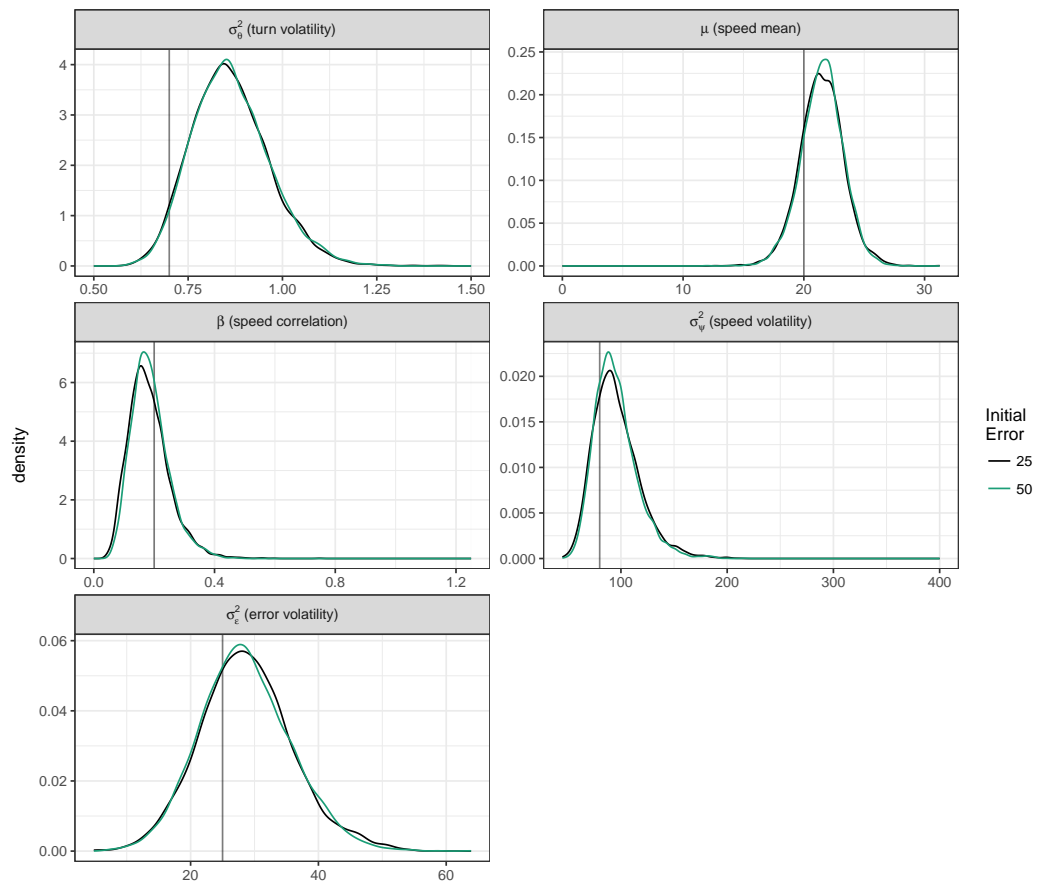 σ²θ (turn volatility)
μ (speed mean)
4
3
2
1
0
0.50 0.75 1.00 1.25 1.50
0.25
0.20
0.15
0.10
0.05
0.00
0 10 20 30
β (speed correlation)
σ²ψ (speed volatility)
6
4
2
0
0.0 0.4 0.8 1.2
0.020
0.015
0.010
0.005
0.000
100 200 300 400
density
Initial
Error
25
50
σ²ε (error volatility)
0.06
0.04
0.02
0.00
20 40 60